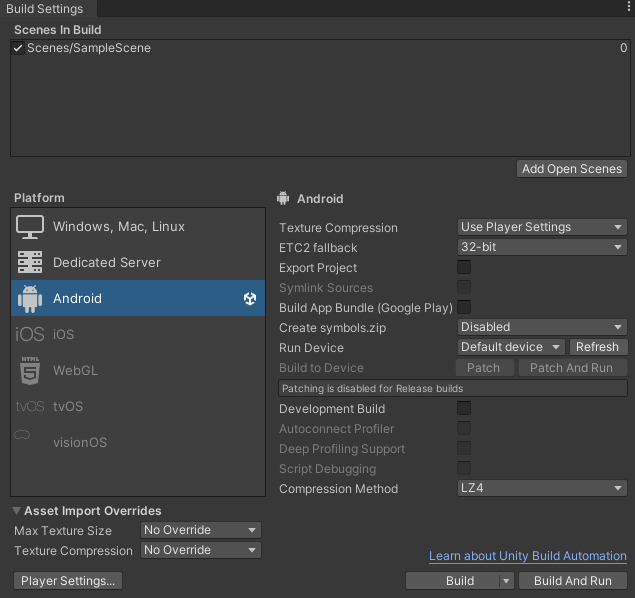 Build Settings
Scenes In Build
Scenes/SampleScene 0
Add Open Scenes
Platform
Windows, Mac, Linux
Dedicated Server
Android
iOS iOS
HTML 5 WebGL
tvOS tvOS
visionOS
Android
Texture Compression Use Player Settings
ETC2 fallback 32-bit
Export Project
Symlink Sources
Build App Bundle (Google Play)
Create symbols.zip Disabled
Run Device Default device Refresh
Build to Device Patch Patch And Run
Patching is disabled for Release builds
Development Build
Autoconnect Profiler
Deep Profiling Support
Script Debugging
Compression Method LZ4
Asset Import Overrides
Max Texture Size No Override
Texture Compression No Override
Learn about Unity Build Automation
Player Settings... Build Build And Run